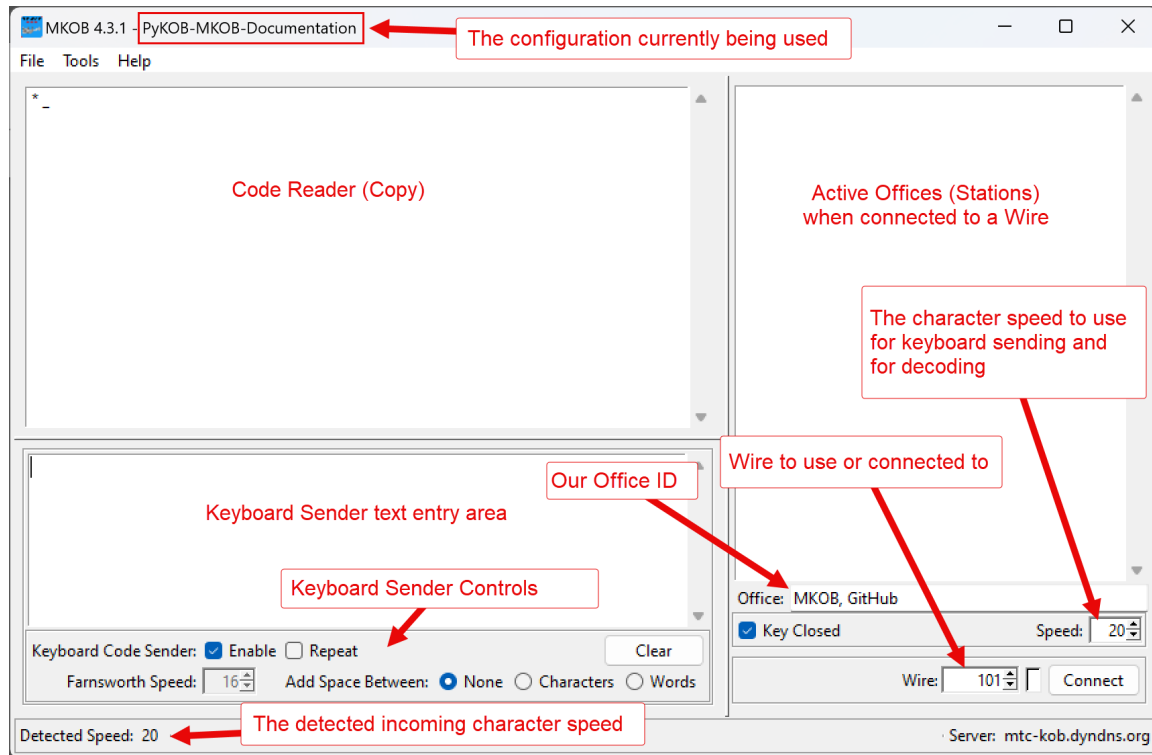 MKOB 4.3.1 - PyKOB-MKOB-Documentation
The configuration currently being used
File Tools Help
*_
Code Reader (Copy)
Active Offices (Stations)
when connected to a Wire
The character speed to use
for keyboard sending and
for decoding
Wire to use or connected to
Our Office ID
Keyboard Sender text entry area
Keyboard Sender Controls
Office: MKOB, GitHub
Key Closed Speed: 20
Keyboard Code Sender: Enable Repeat Clear
Farnsworth Speed: 16 Add Space Between: None Characters Words
Wire: 101 Connect
The detected incoming character speed
Detected Speed: 20
Server: mtc-kob.dyndns.org